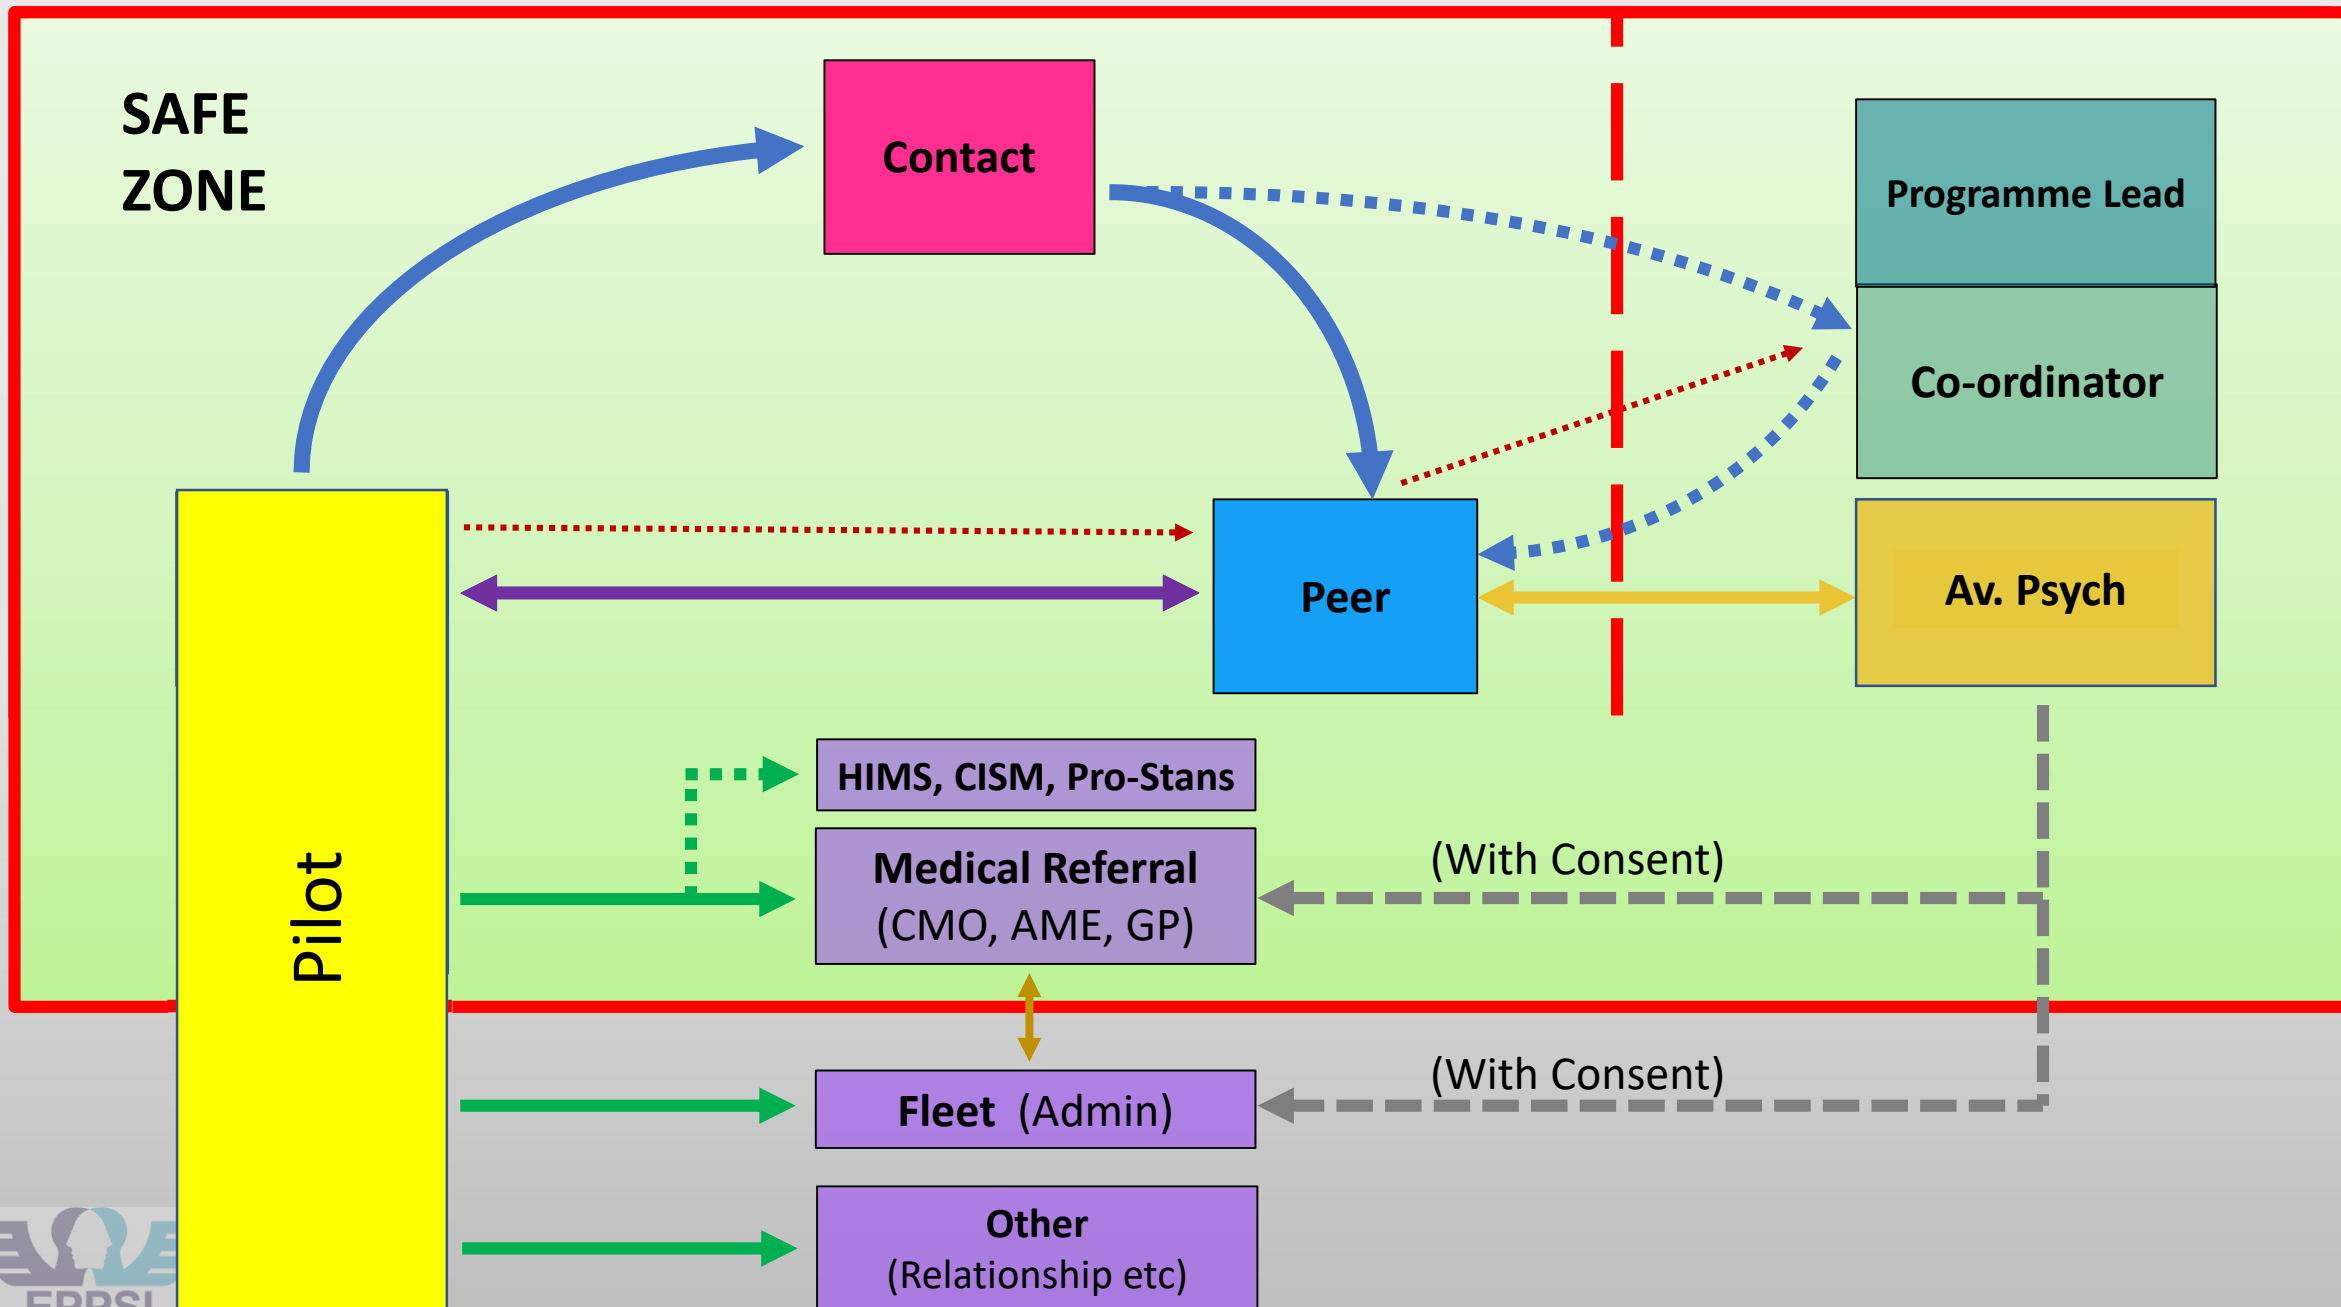 SAFE
ZONE
Contact
Programme Lead
Co-ordinator
Peer
Av. Psych
Pilot
HIMS, CISM, Pro-Stans
Medical Referral
(CMO, AME, GP)
(With Consent)
Fleet (Admin)
(With Consent)
Other
(Relationship etc)
EPPSI